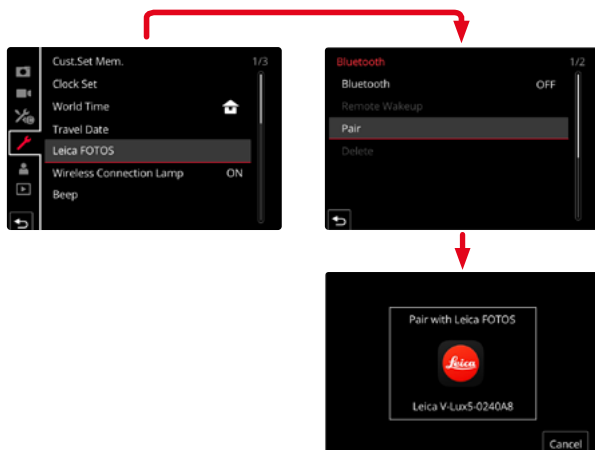 Cust.Set Mem. 1/3
Clock Set
World Time
Travel Date
Leica FOTOS
Wireless Connection Lamp ON
Beep
Bluetooth 1/2
Bluetooth OFF
Remote Wakeup
Pair
Delete
Pair with Leica FOTOS
Leica
Leica V-Lux5-0240A8
Cancel